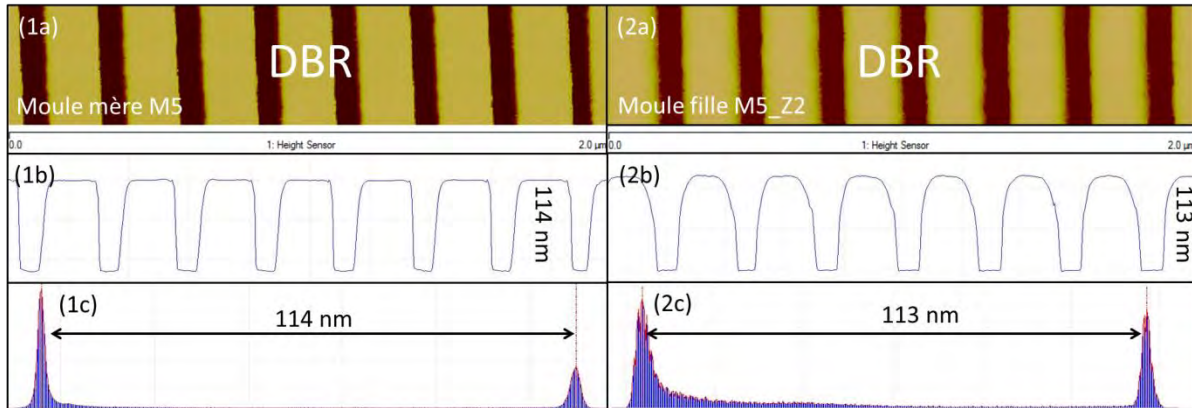 (1a)
DBR
Moule mère M5
(2a)
DBR
Moule fille M5_Z2
0.0 1: Height Sensor 2.0 µm
0.0 1: Height Sensor 2.0 µm
(1b)
114 nm
(2b)
113 nm
(1c)
114 nm
(2c)
113 nm